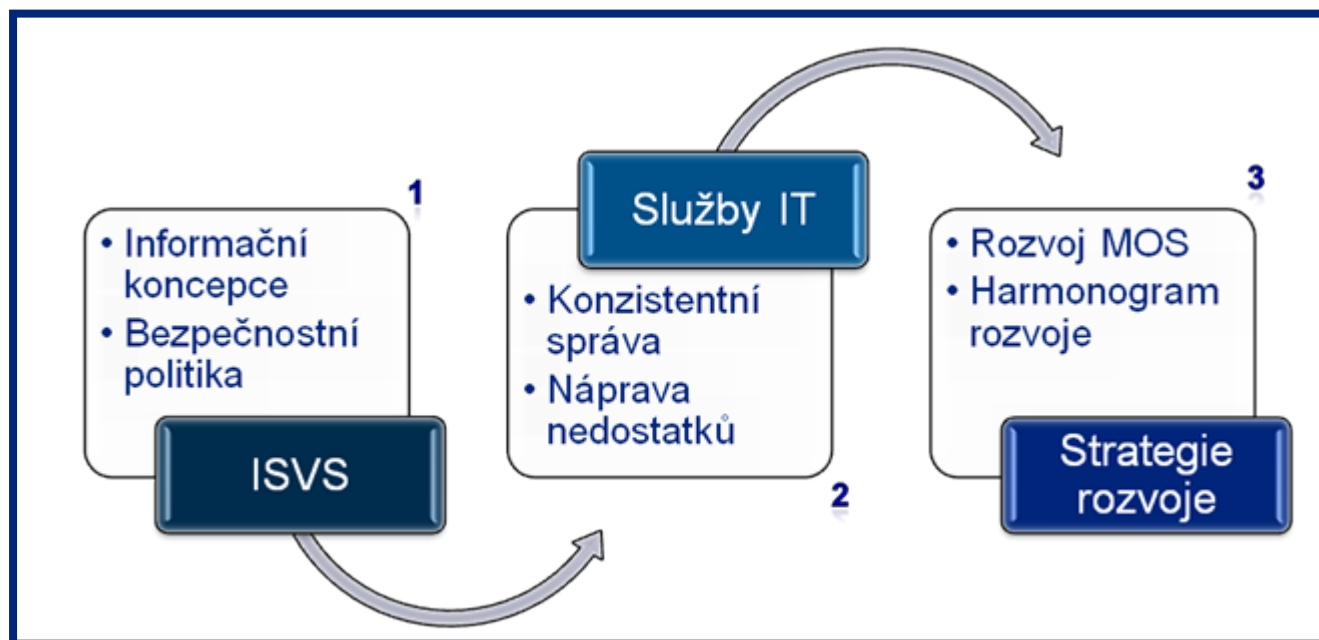 1
• Informační
koncepce
• Bezpečnostní
politika
ISVS
Služby IT
• Konzistentní
správa
• Náprava
nedostatků
2
3
• Rozvoj MOS
• Harmonogram
rozvoje
Strategie
rozvoje